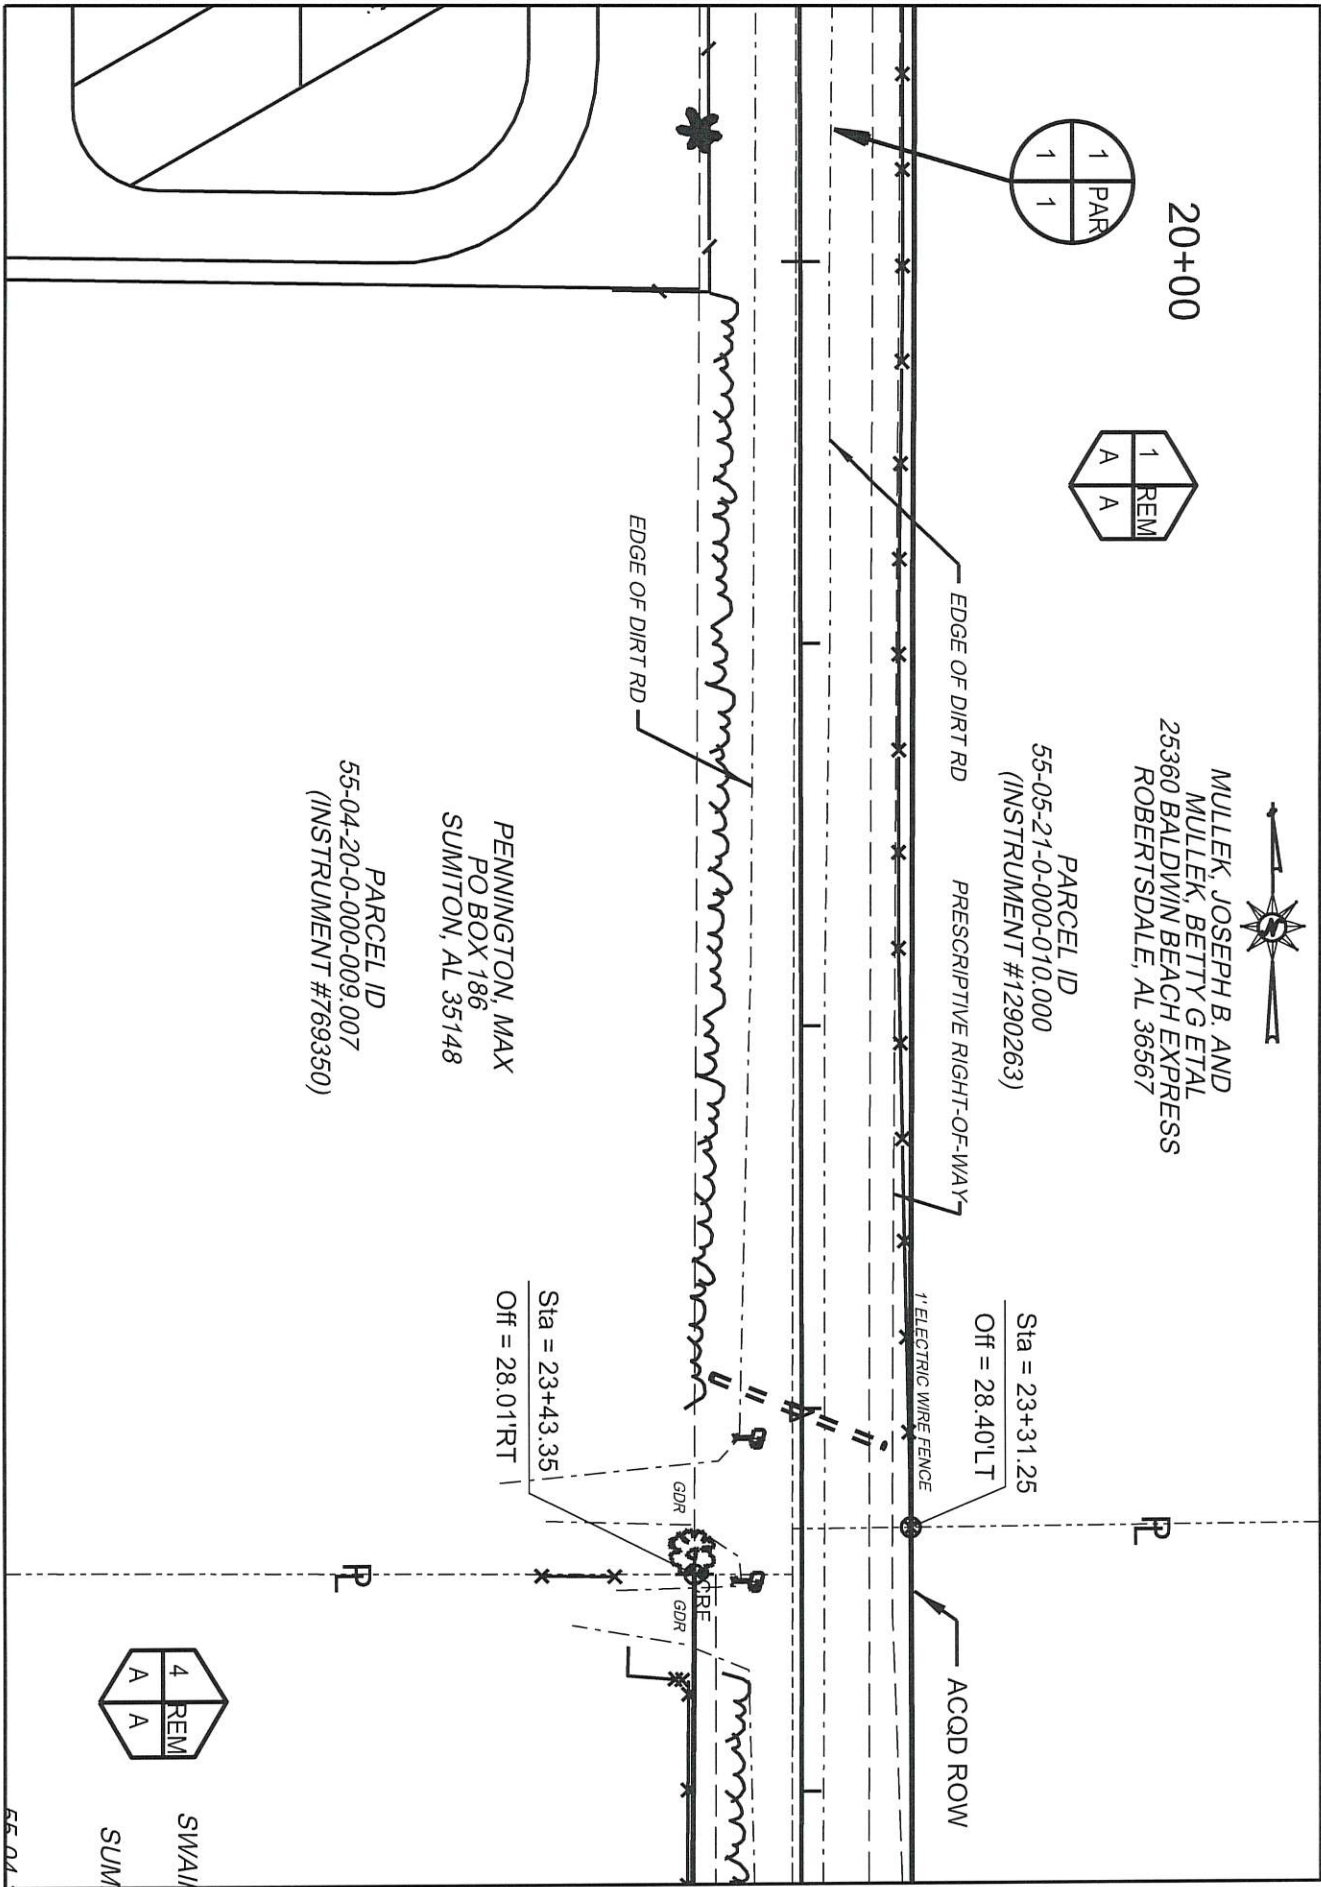 20+00
1 PAR
1 1
1 REM
A A
N
MULLEK, JOSEPH B. AND
MULLEK, BETTY G ETAL
25360 BALDWIN BEACH EXPRESS
ROBERTSDALE, AL 36567
PARCEL ID
55-05-21-0-000-010.000
(INSTRUMENT #1290263)
EDGE OF DIRT RD
PRESCRIPTIVE RIGHT-OF-WAY
1' ELECTRIC WIRE FENCE
Sta = 23+31.25
Off = 28.40'LT
PL
ACQD ROW
EDGE OF DIRT RD
PENNINGTON, MAX
PO BOX 186
SUMITON, AL 35148
PARCEL ID
55-04-20-0-000-009.007
(INSTRUMENT #769350)
Sta = 23+43.35
Off = 28.01'RT
GDR
CRF
GDR
PL
4 REM
A A
SWAI
SUM